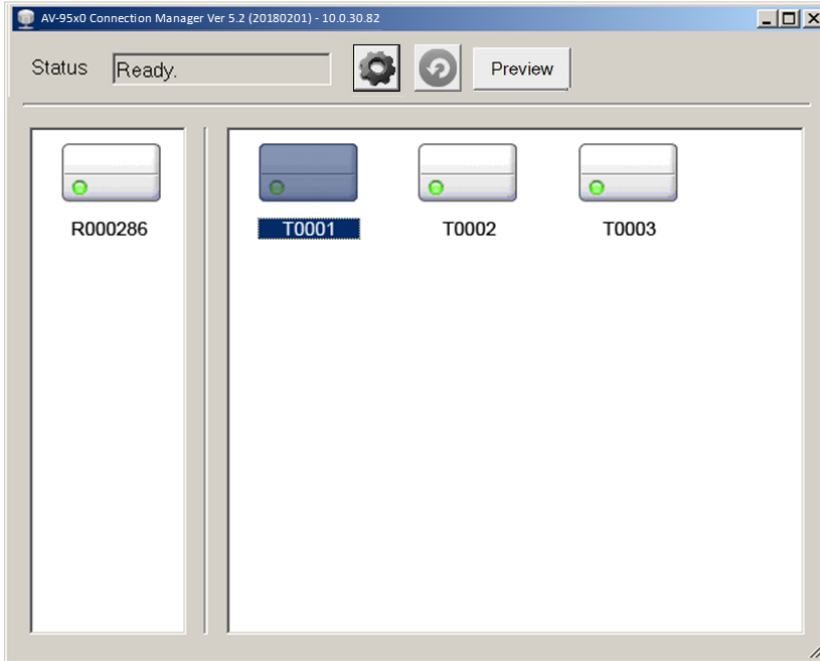 AV-95x0 Connection Manager Ver 5.2 (20180201) - 10.0.30.82
Status Ready. Preview
R000286 T0001 T0002 T0003